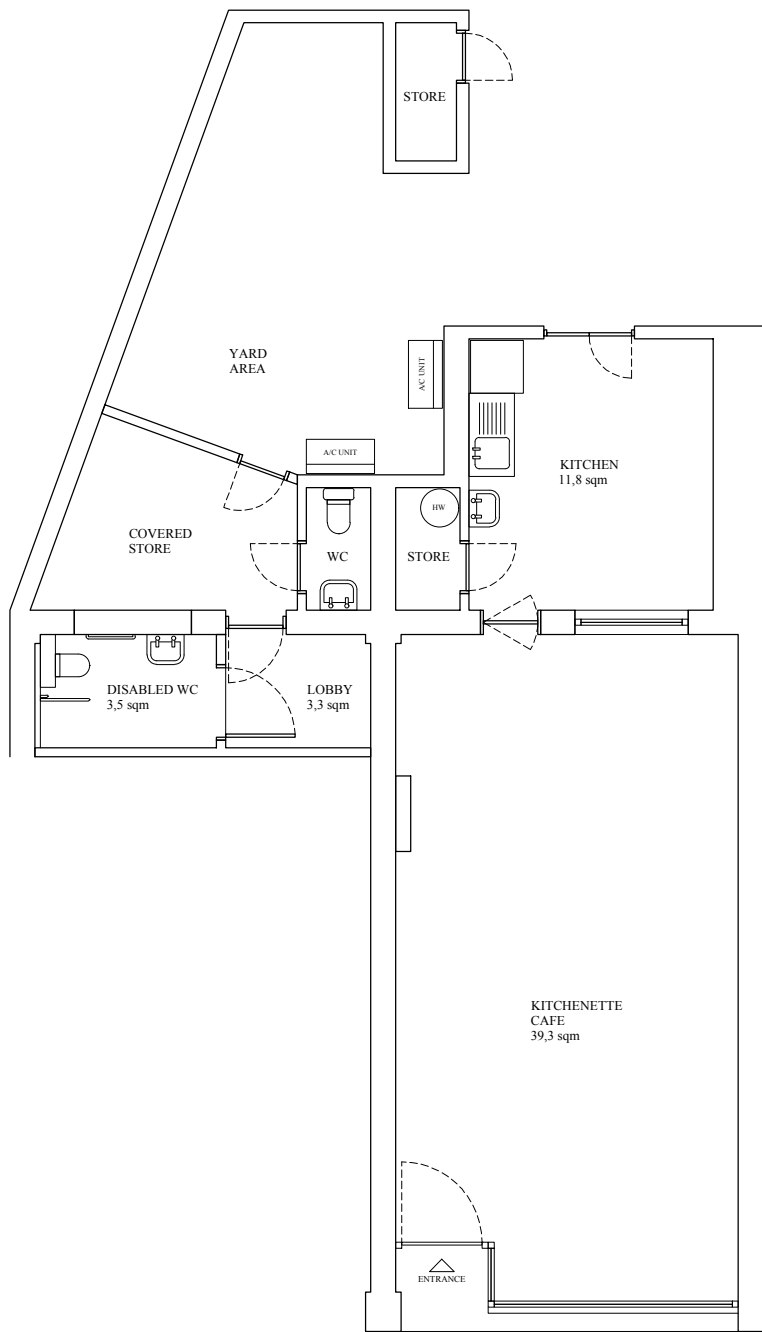 STORE
YARD
AREA
A/C UNIT
A/C UNIT
KITCHEN
11,8 sqm
HW
COVERED
STORE
WC
STORE
DISABLED WC
3,5 sqm
LOBBY
3,3 sqm
KITCHENETTE
CAFE
39,3 sqm
ENTRANCE